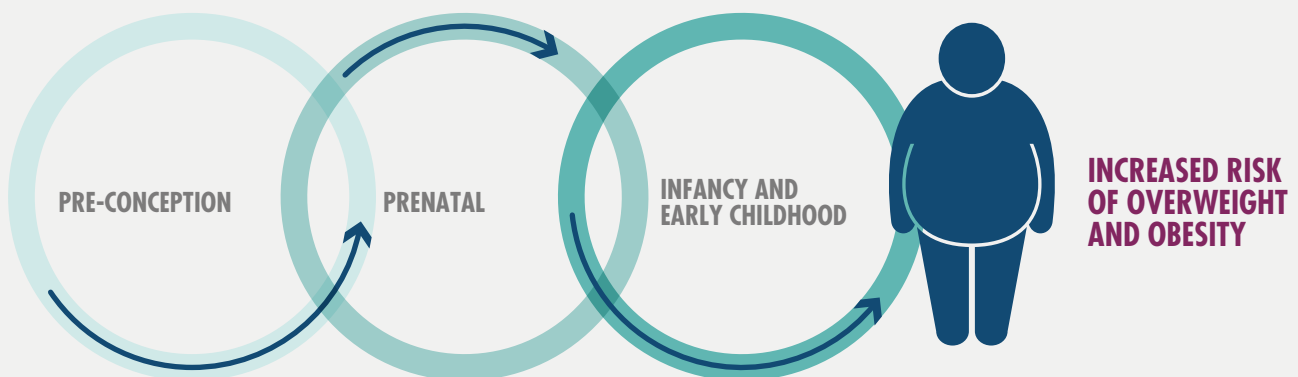 PRE-CONCEPTION
PRENATAL
INFANCY AND
EARLY CHILDHOOD
INCREASED RISK
OF OVERWEIGHT
AND OBESITY